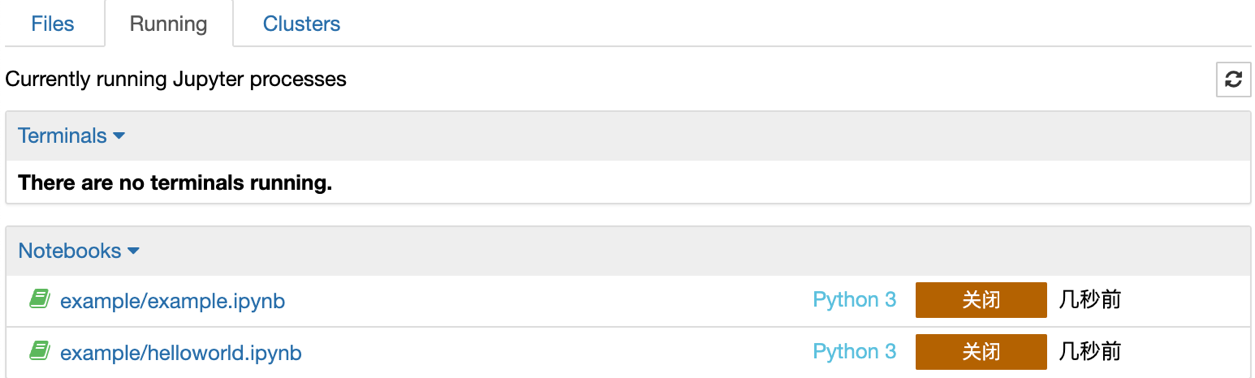 Files Running Clusters
Currently running Jupyter processes
Terminals
There are no terminals running.
Notebooks
example/example.ipynb Python 3 关闭 几秒前
example/helloworld.ipynb Python 3 关闭 几秒前